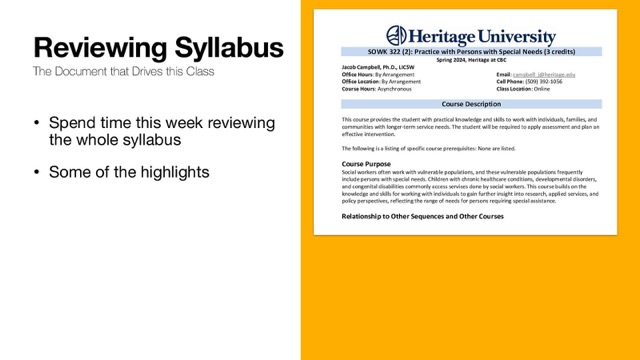 Reviewing Syllabus
The Document that Drives this Class
• Spend time this week reviewing
the whole syllabus
• Some of the highlights
Heritage University
SOWK 322 (2): Practice with Persons with Special Needs (3 credits)
Spring 2024, Heritage at CBC
Jacob Campbell, Ph.D., LICSW
Office Hours: By Arrangement Email: campbell_j@heritage.edu
Office Location: By Arrangement Cell Phone: (509) 392-1056
Course Hours: Asynchronous Class Location: Online
Course Description
This course provides the student with practical knowledge and skills to work with individuals, families, and
communities with longer-term service needs. The student will be required to apply assessment and plan an
effective intervention.
The following is a listing of specific course prerequisites: None are listed.
Course Purpose
Social workers often work with vulnerable populations, and these vulnerable populations frequently
include persons with special needs. Children with chronic healthcare conditions, developmental disorders,
and congenital disabilities commonly access services done by social workers. This course builds on the
knowledge and skills for working with individuals to gain further insight into research, applied services, and
policy perspectives, reflecting the range of needs for persons requiring special assistance.
Relationship to Other Sequences and Other Courses